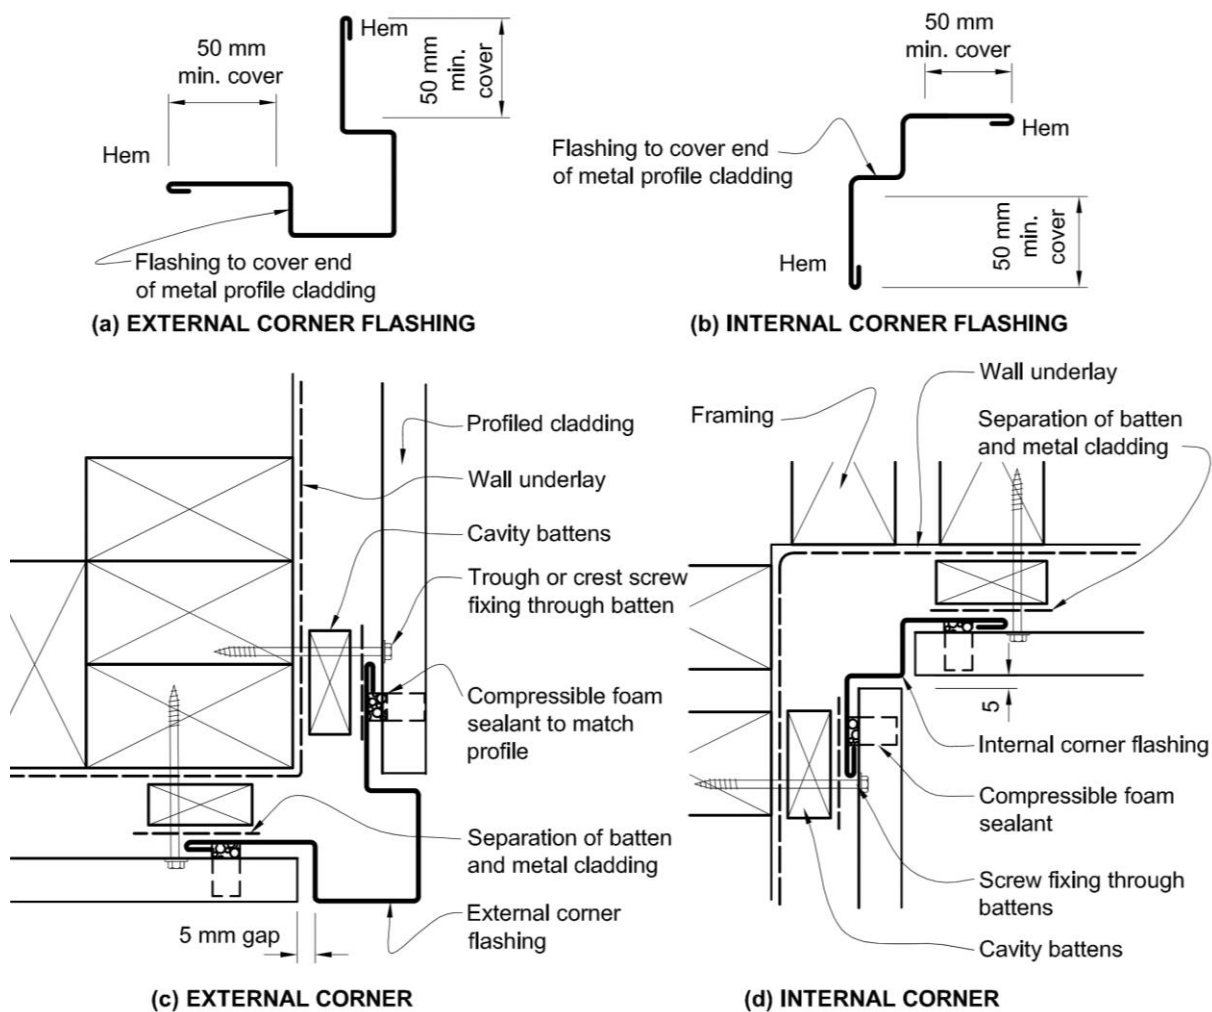 Hem
50 mm
min. cover
50 mm
min.
cover
Hem
Flashing to cover end
of metal profile cladding
(a) EXTERNAL CORNER FLASHING
50 mm
min. cover
Hem
Flashing to cover end
of metal profile cladding
50 mm
min.
cover
Hem
(b) INTERNAL CORNER FLASHING
Profiled cladding
Wall underlay
Cavity battens
Trough or crest screw
fixing through batten
Compressible foam
sealant to match
profile
Separation of batten
and metal cladding
External corner
flashing
5 mm gap
(c) EXTERNAL CORNER
Wall underlay
Framing
Separation of batten
and metal cladding
5
Internal corner flashing
Compressible foam
sealant
Screw fixing through
battens
Cavity battens
(d) INTERNAL CORNER